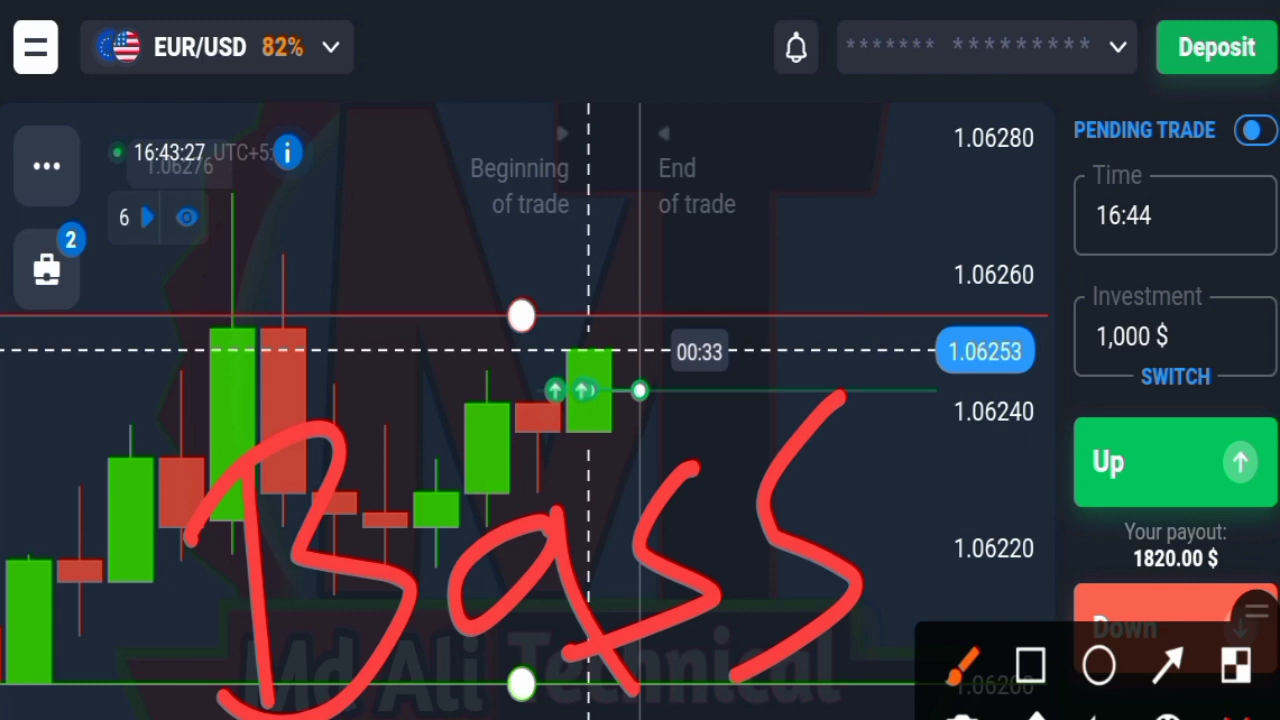 EUR/USD 82%
******* *********
Deposit
16:43:27 UTC+5:
1.06276
6
2
Beginning
of trade
End
of trade
1.06280
1.06260
00:33
1.06253
1.06240
1.06220
1.06200
PENDING TRADE
Time
16:44
Investment
1,000 $
SWITCH
Up
Your payout:
1820.00 $
Down
Bass
Md Ali Technical